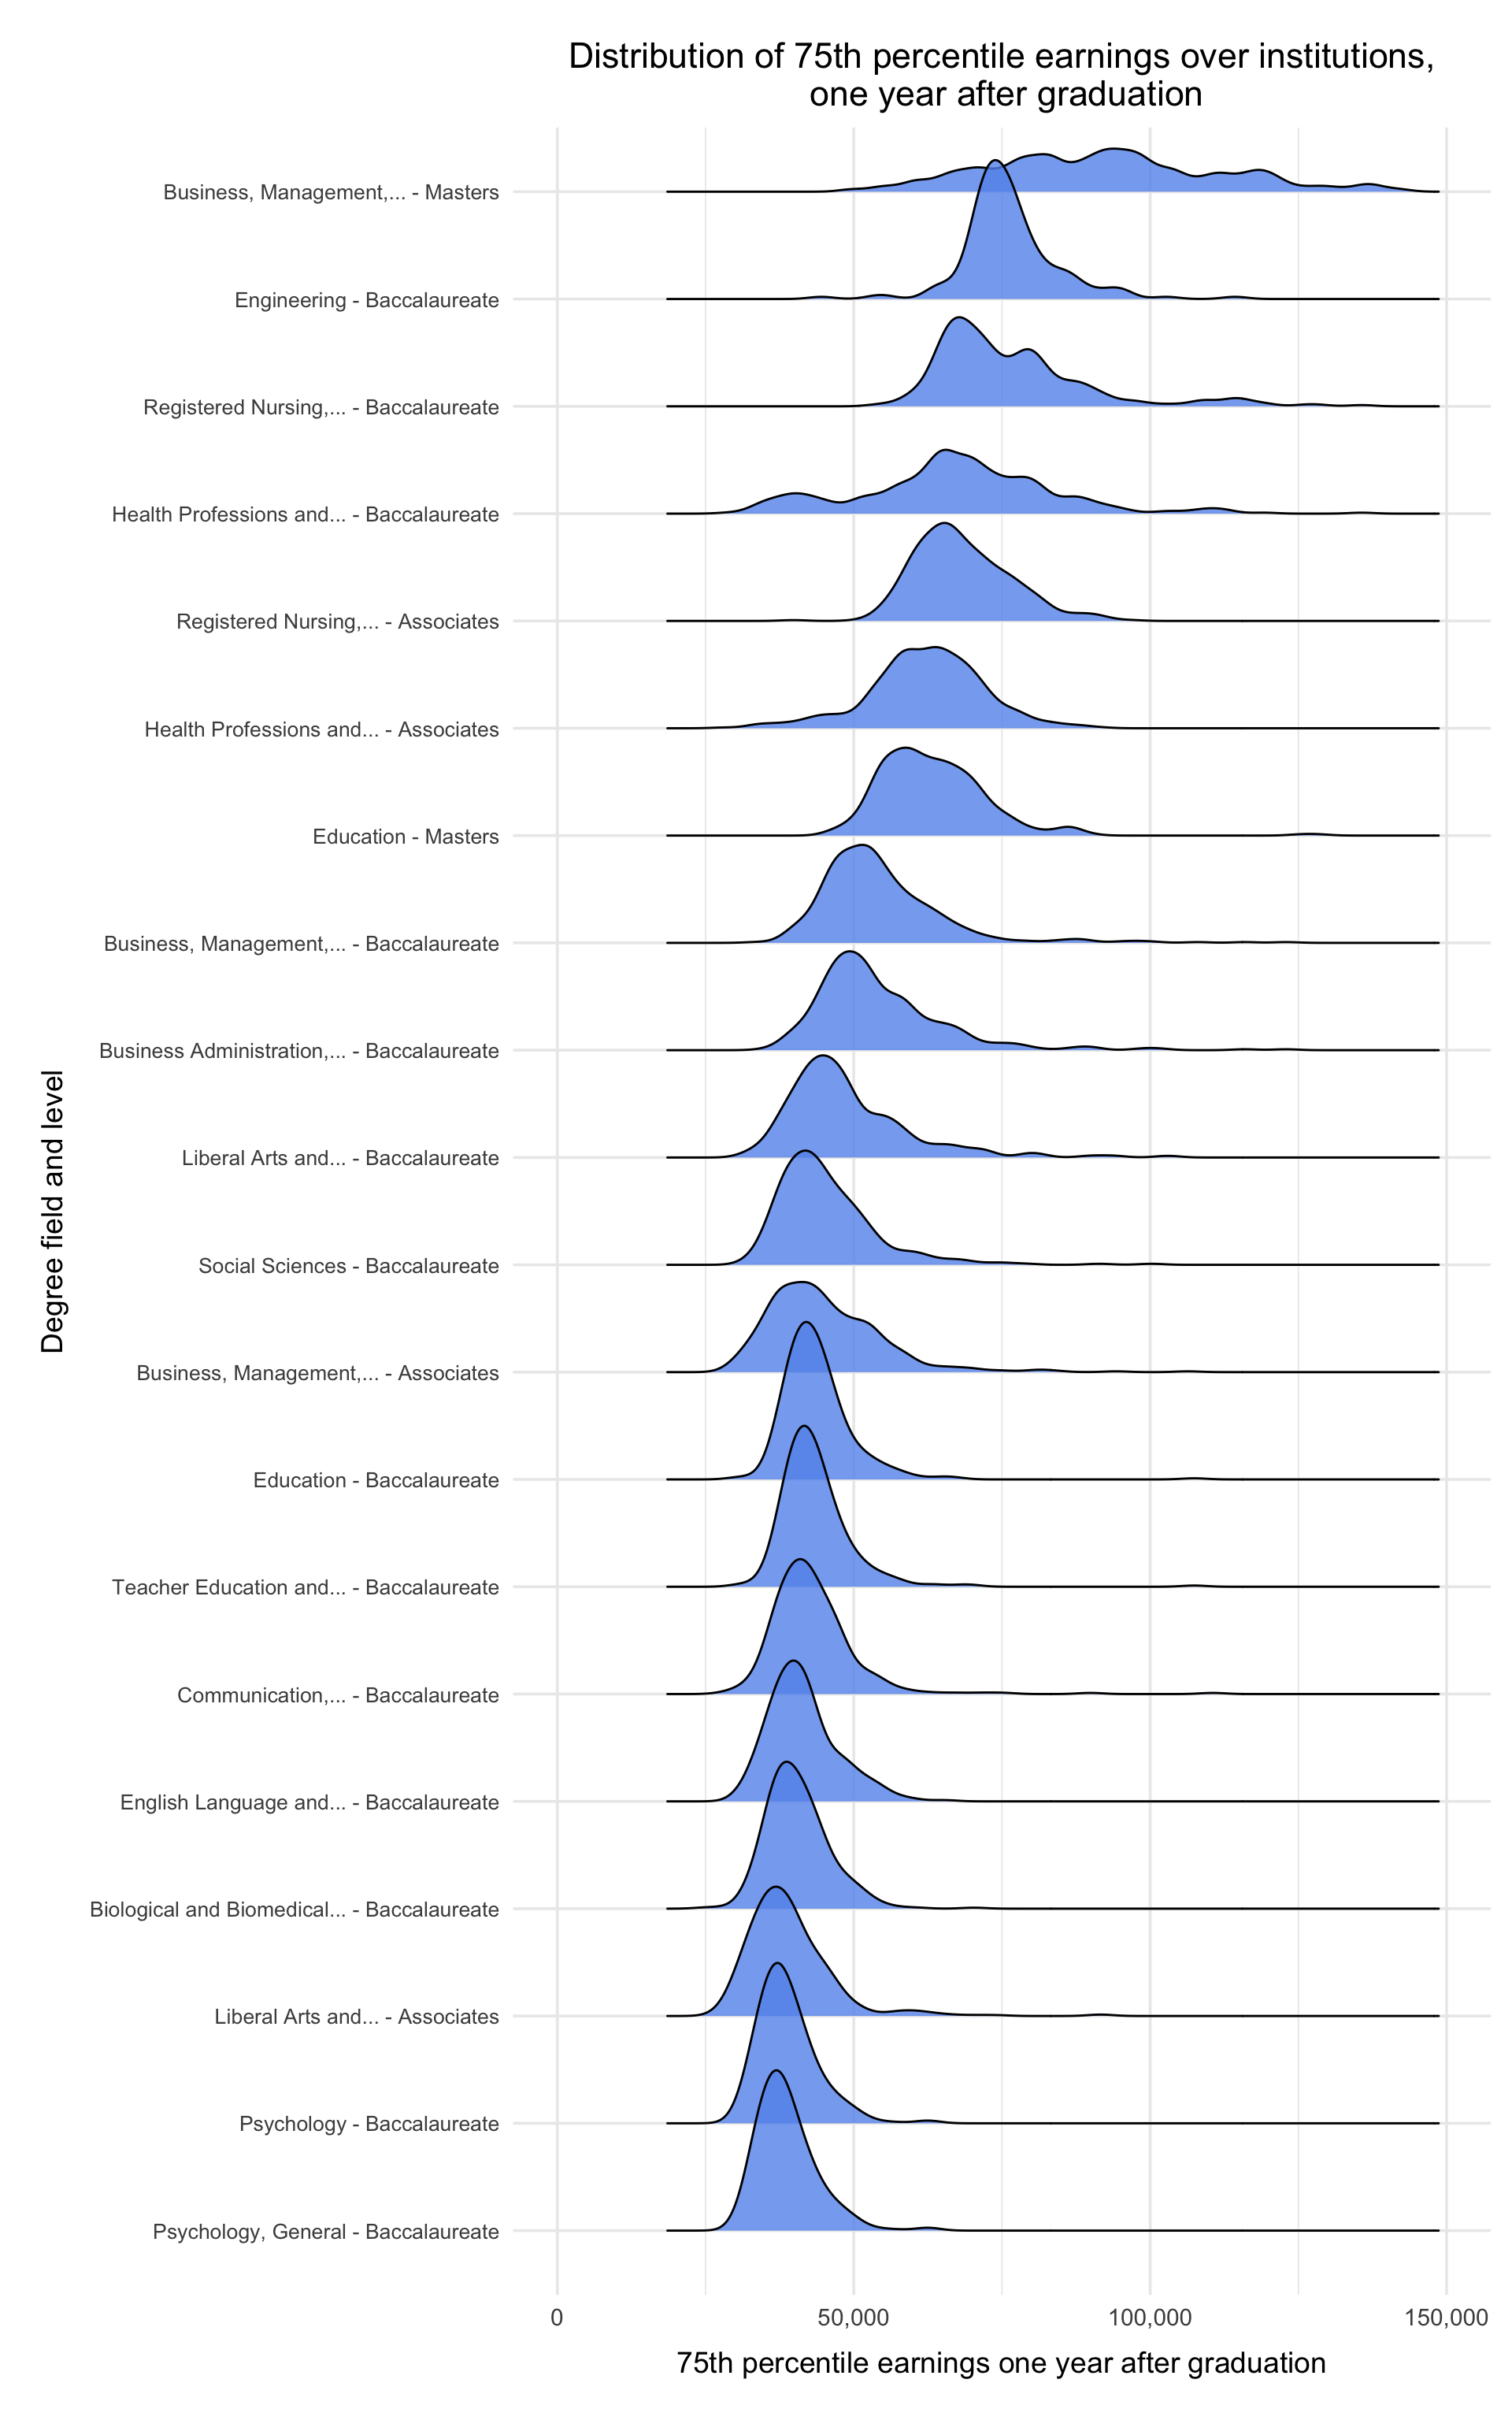 Distribution of 75th percentile earnings over institutions,
one year after graduation
Business, Management,... - Masters
Engineering - Baccalaureate
Registered Nursing,... - Baccalaureate
Health Professions and... - Baccalaureate
Registered Nursing,... - Associates
Health Professions and... - Associates
Education - Masters
Business, Management,... - Baccalaureate
Business Administration,... - Baccalaureate
Liberal Arts and... - Baccalaureate
Social Sciences - Baccalaureate
Business, Management,... - Associates
Education - Baccalaureate
Teacher Education and... - Baccalaureate
Communication,... - Baccalaureate
English Language and... - Baccalaureate
Biological and Biomedical... - Baccalaureate
Liberal Arts and... - Associates
Psychology - Baccalaureate
Psychology, General - Baccalaureate
Degree field and level
0
50,000
100,000
150,000
75th percentile earnings one year after graduation